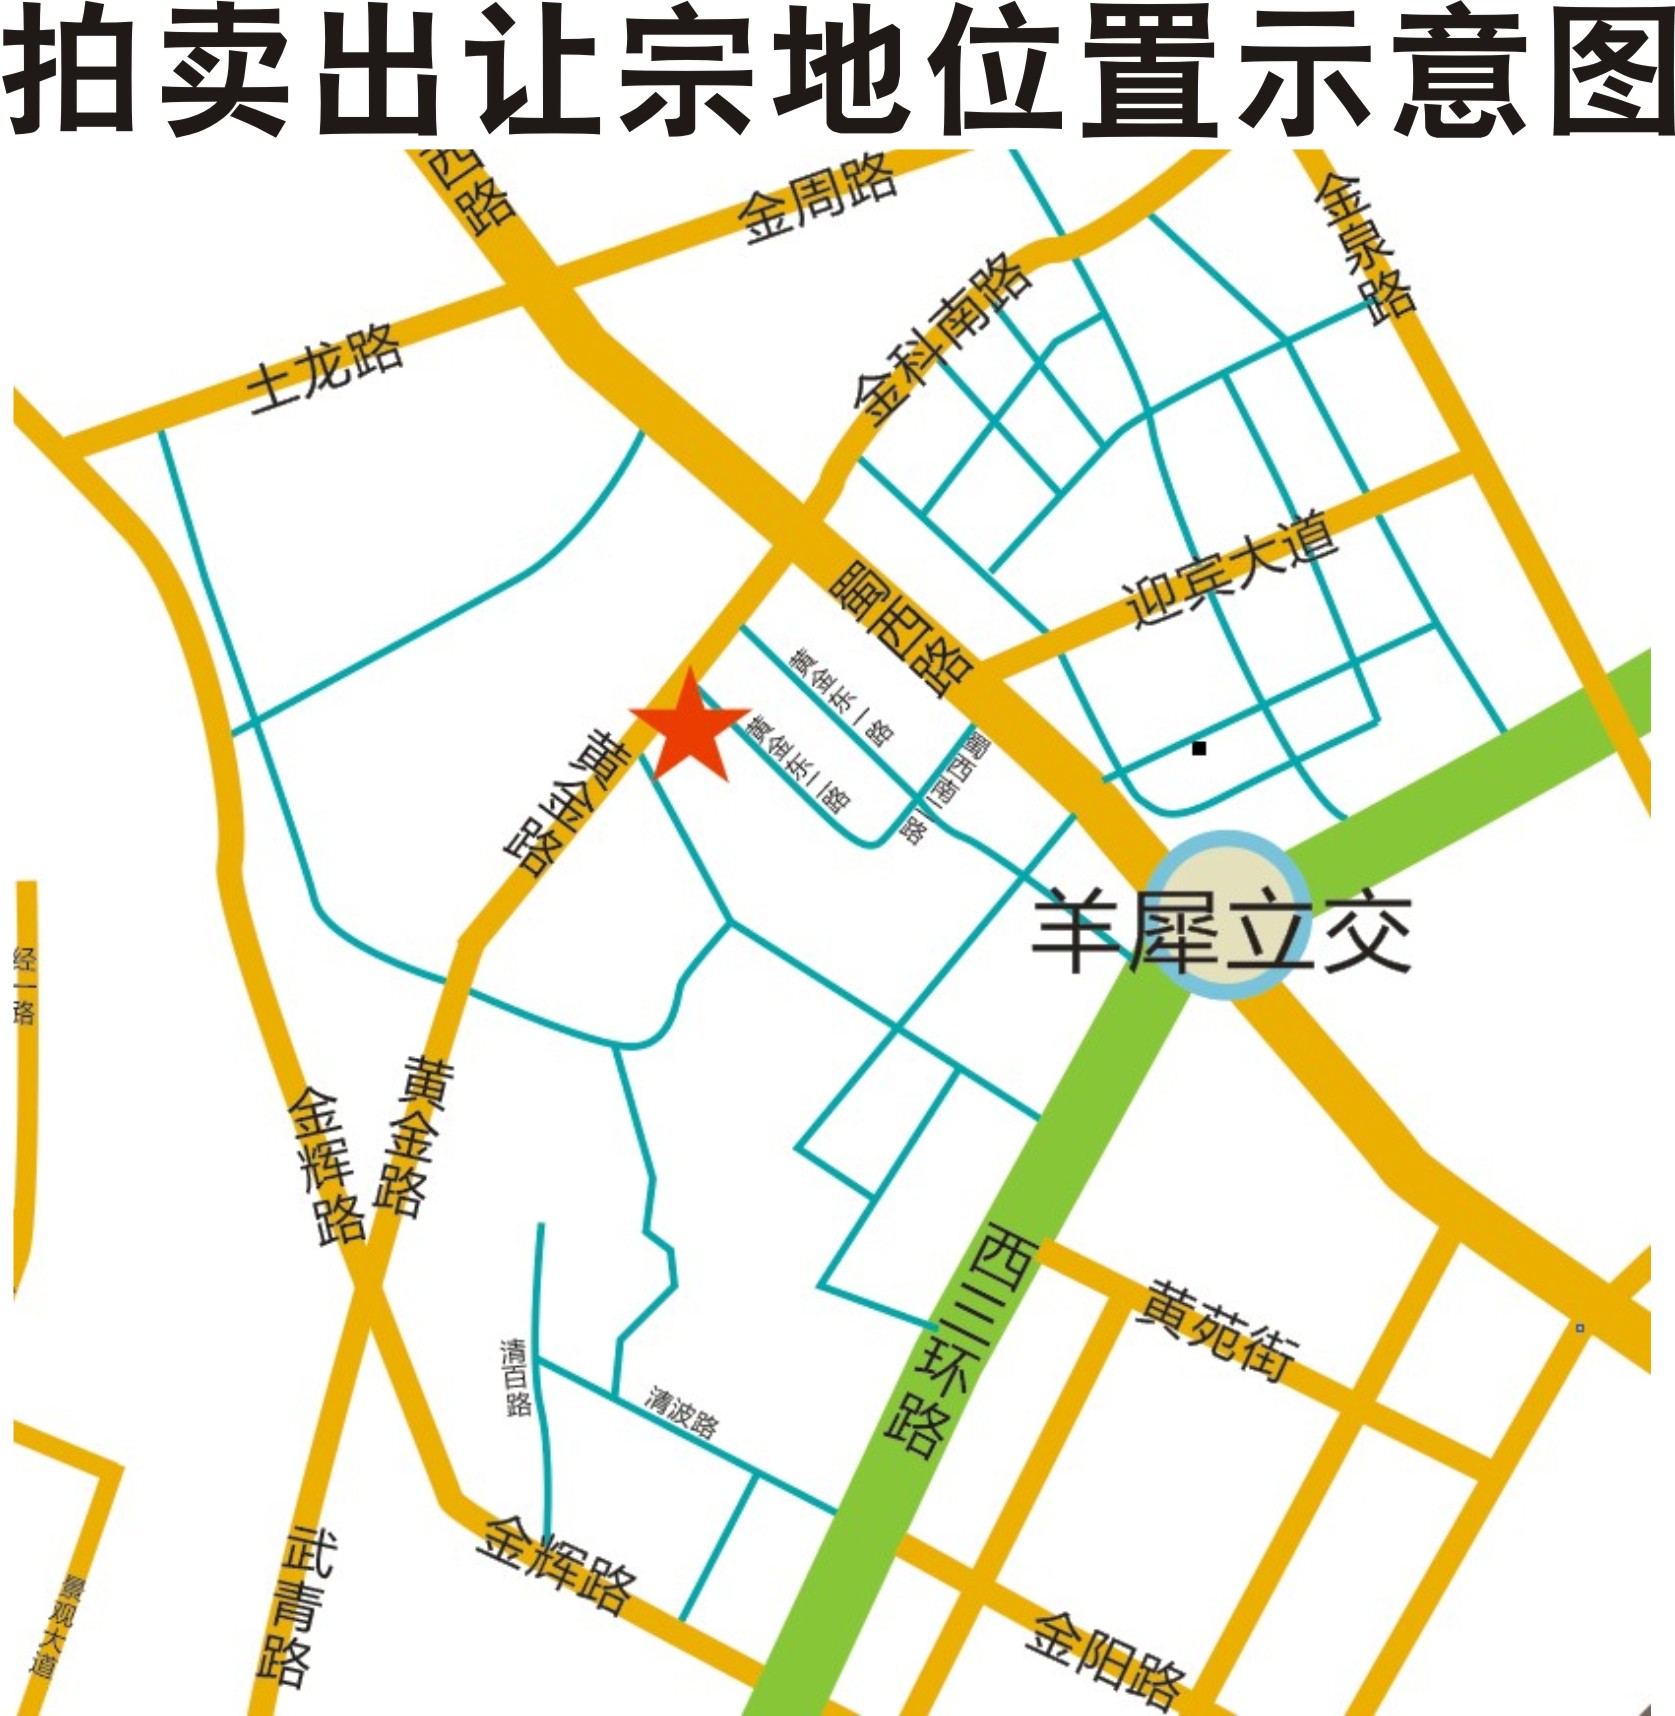 拍卖出让宗地位置示意图
西路
金周路
金泉路
金科南路
土龙路
迎宾大道
蜀西路
黄金东一路
黄金东二路
蜀西南二路
黄金路
羊犀立交
经一路
黄金路
金辉路
西三环路
黄苑街
清百路
清波路
武青路
金辉路
景观大道
金阳路